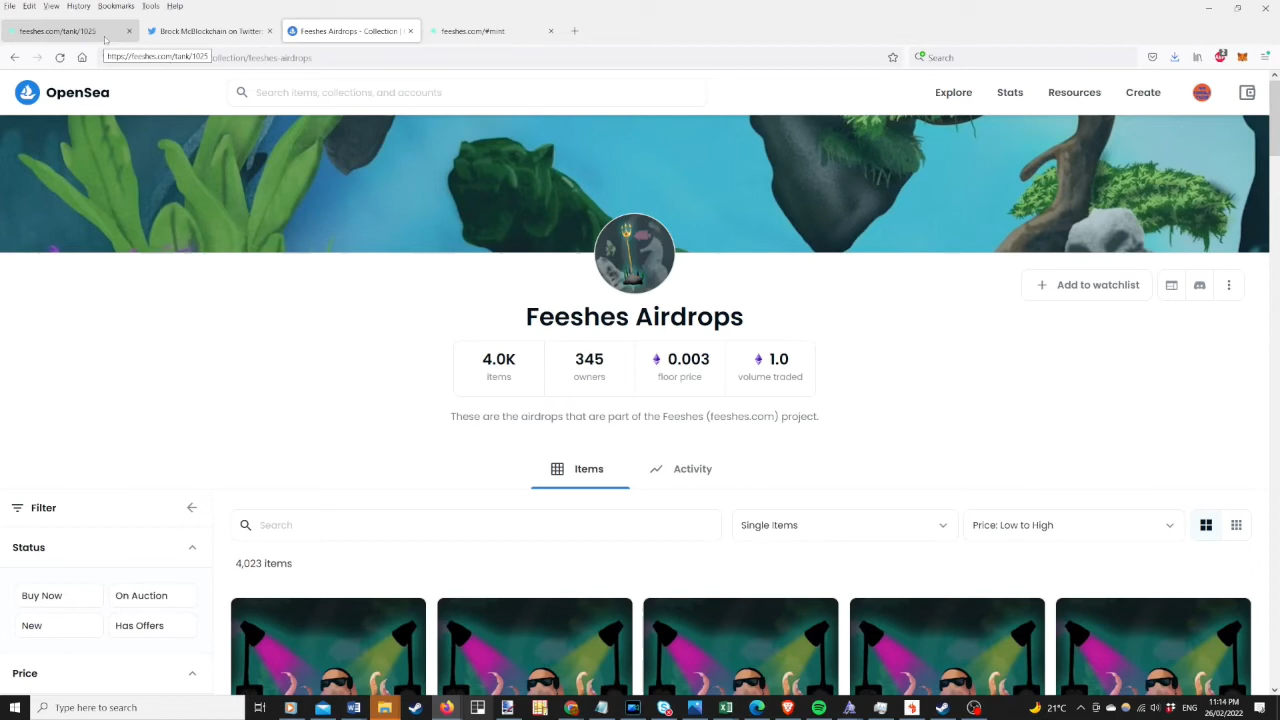 File Edit View History Bookmarks Tools Help
feeshes.com/tank/1025
Brock McBlockchain on Twitter:
Feeshes Airdrops - Collection |
feeshes.com/#mint
https://feeshes.com/tank/1025
collection/feeshes-airdrops
Search
2
OpenSea
Search items, collections, and accounts
Explore Stats Resources Create
Add to watchlist
Feeshes Airdrops
4.0K 345 0.003 1.0
items owners floor price volume traded
These are the airdrops that are part of the Feeshes (feeshes.com) project.
Items Activity
Filter
Search
Single Items
Price: Low to High
Status
4,023 items
Buy Now On Auction
New Has Offers
Price
Type here to search
21°C
11:14 PM
26/02/2022